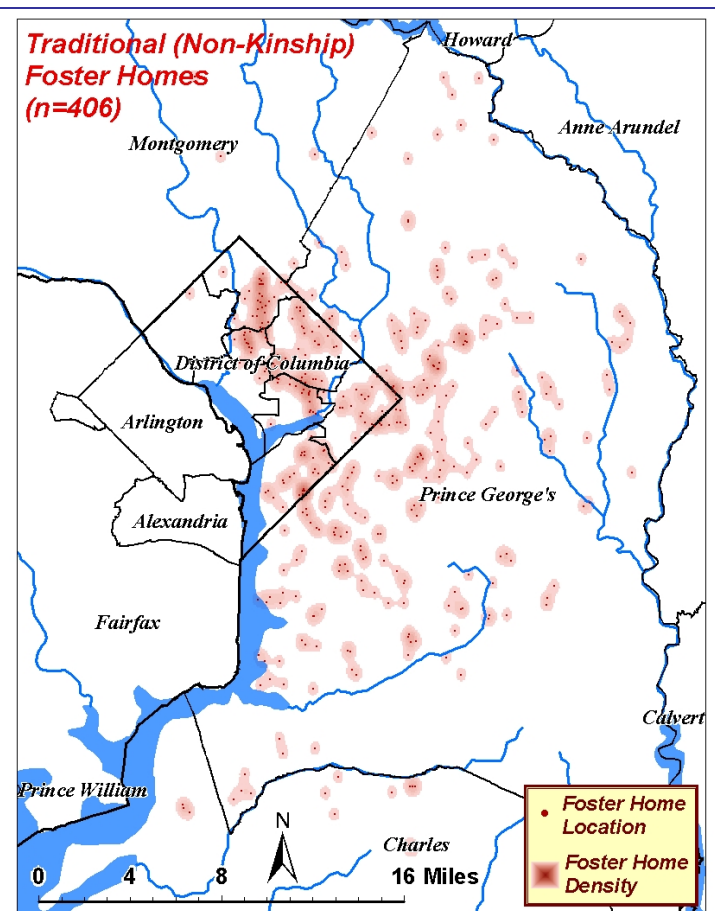 Traditional (Non-Kinship)
Foster Homes
(n=406)
Howard
Anne Arundel
Montgomery
District of Columbia
Arlington
Prince George's
Alexandria
Fairfax
Calvert
Prince William
Charles
N
0 4 8 16 Miles
Foster Home
Location
Foster Home
Density